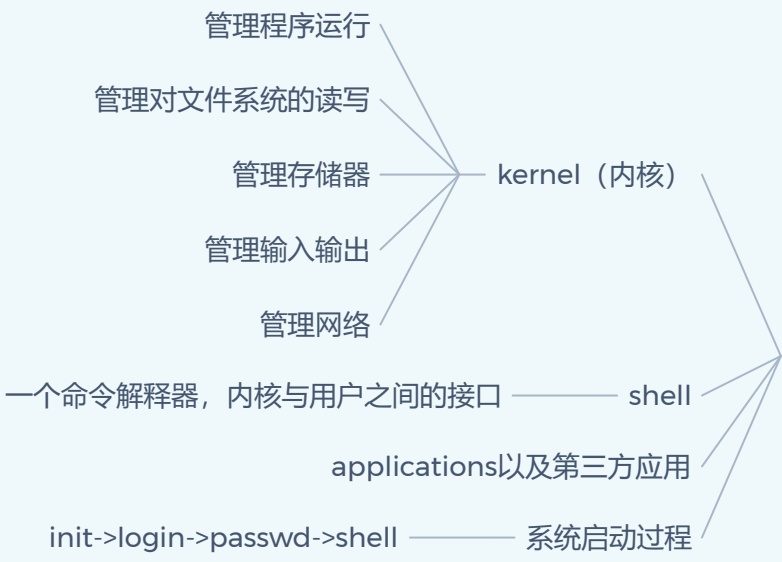 管理程序运行
管理对文件系统的读写
管理存储器
kernel（内核）
管理输入输出
管理网络
一个命令解释器，内核与用户之间的接口
shell
applications以及第三方应用
init->login->passwd->shell
系统启动过程